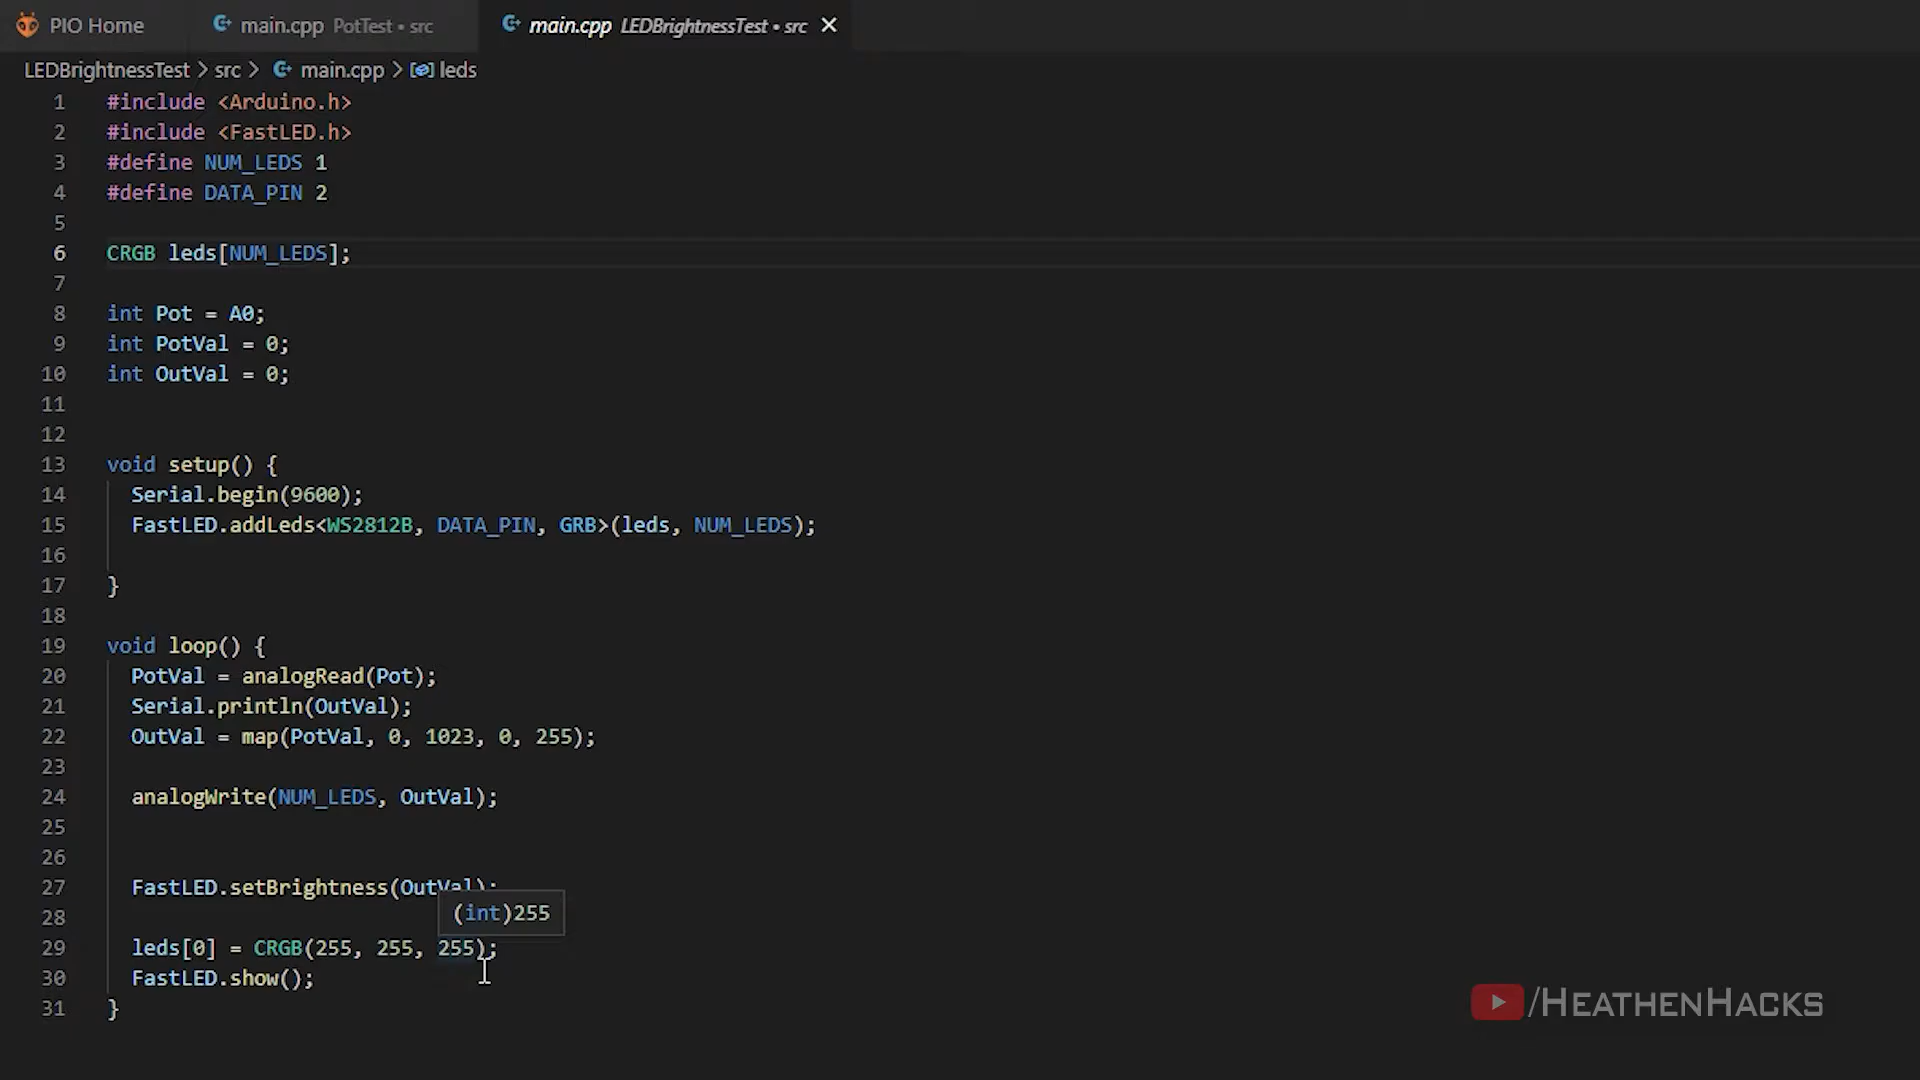 PIO Home
main.cpp PotTest • src
main.cpp LEDBrightnessTest • src
LEDBrightnessTest > src > main.cpp > leds
1 #include <Arduino.h>
2 #include <FastLED.h>
3 #define NUM_LEDS 1
4 #define DATA_PIN 2
5
6 CRGB leds[NUM_LEDS];
7
8 int Pot = A0;
9 int PotVal = 0;
10 int OutVal = 0;
11
12
13 void setup() {
14 Serial.begin(9600);
15 FastLED.addLeds<WS2812B, DATA_PIN, GRB>(leds, NUM_LEDS);
16
17 }
18
19 void loop() {
20 PotVal = analogRead(Pot);
21 Serial.println(OutVal);
22 OutVal = map(PotVal, 0, 1023, 0, 255);
23
24 analogWrite(NUM_LEDS, OutVal);
25
26
27 FastLED.setBrightness(OutVal);
(int)255
28
29 leds[0] = CRGB(255, 255, 255);
30 FastLED.show();
31 }
/HEATHENHACKS